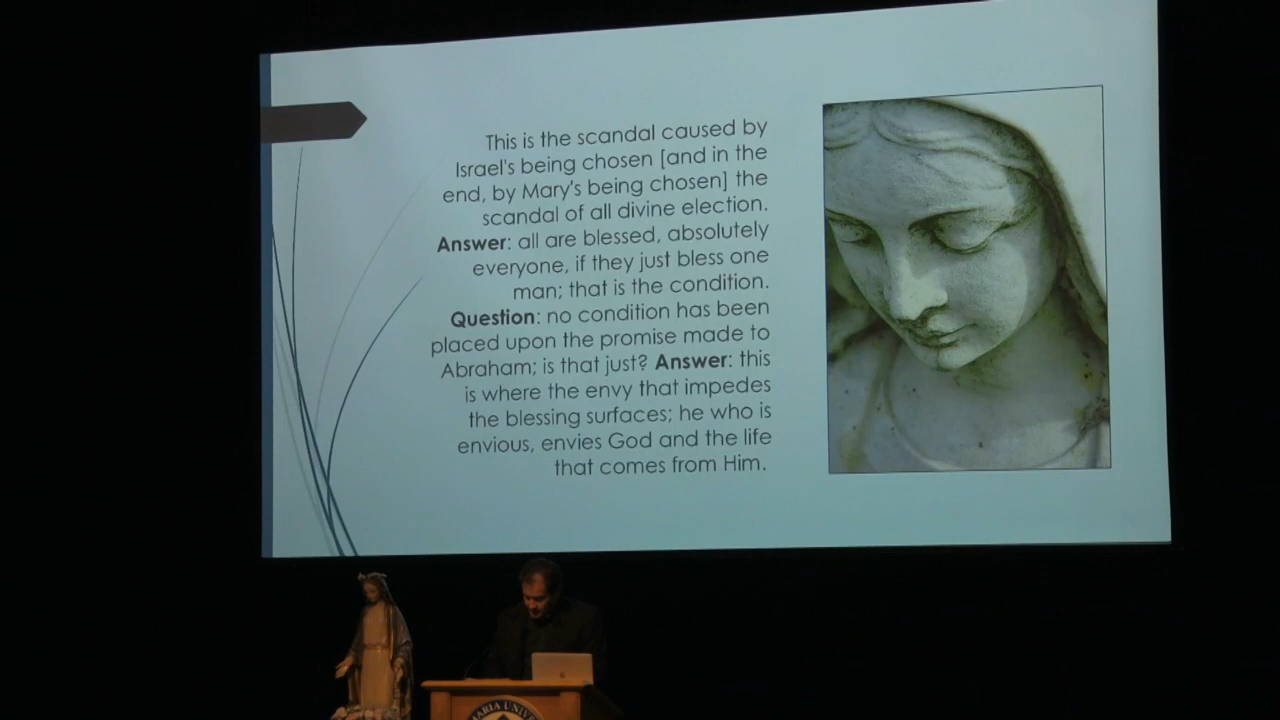 This is the scandal caused by
Israel's being chosen [and in the
end, by Mary's being chosen] the
scandal of all divine election.
Answer: all are blessed, absolutely
everyone, if they just bless one
man; that is the condition.
Question: no condition has been
placed upon the promise made to
Abraham; is that just? Answer: this
is where the envy that impedes
the blessing surfaces; he who is
envious, envies God and the life
that comes from Him.
MARIA UNIV